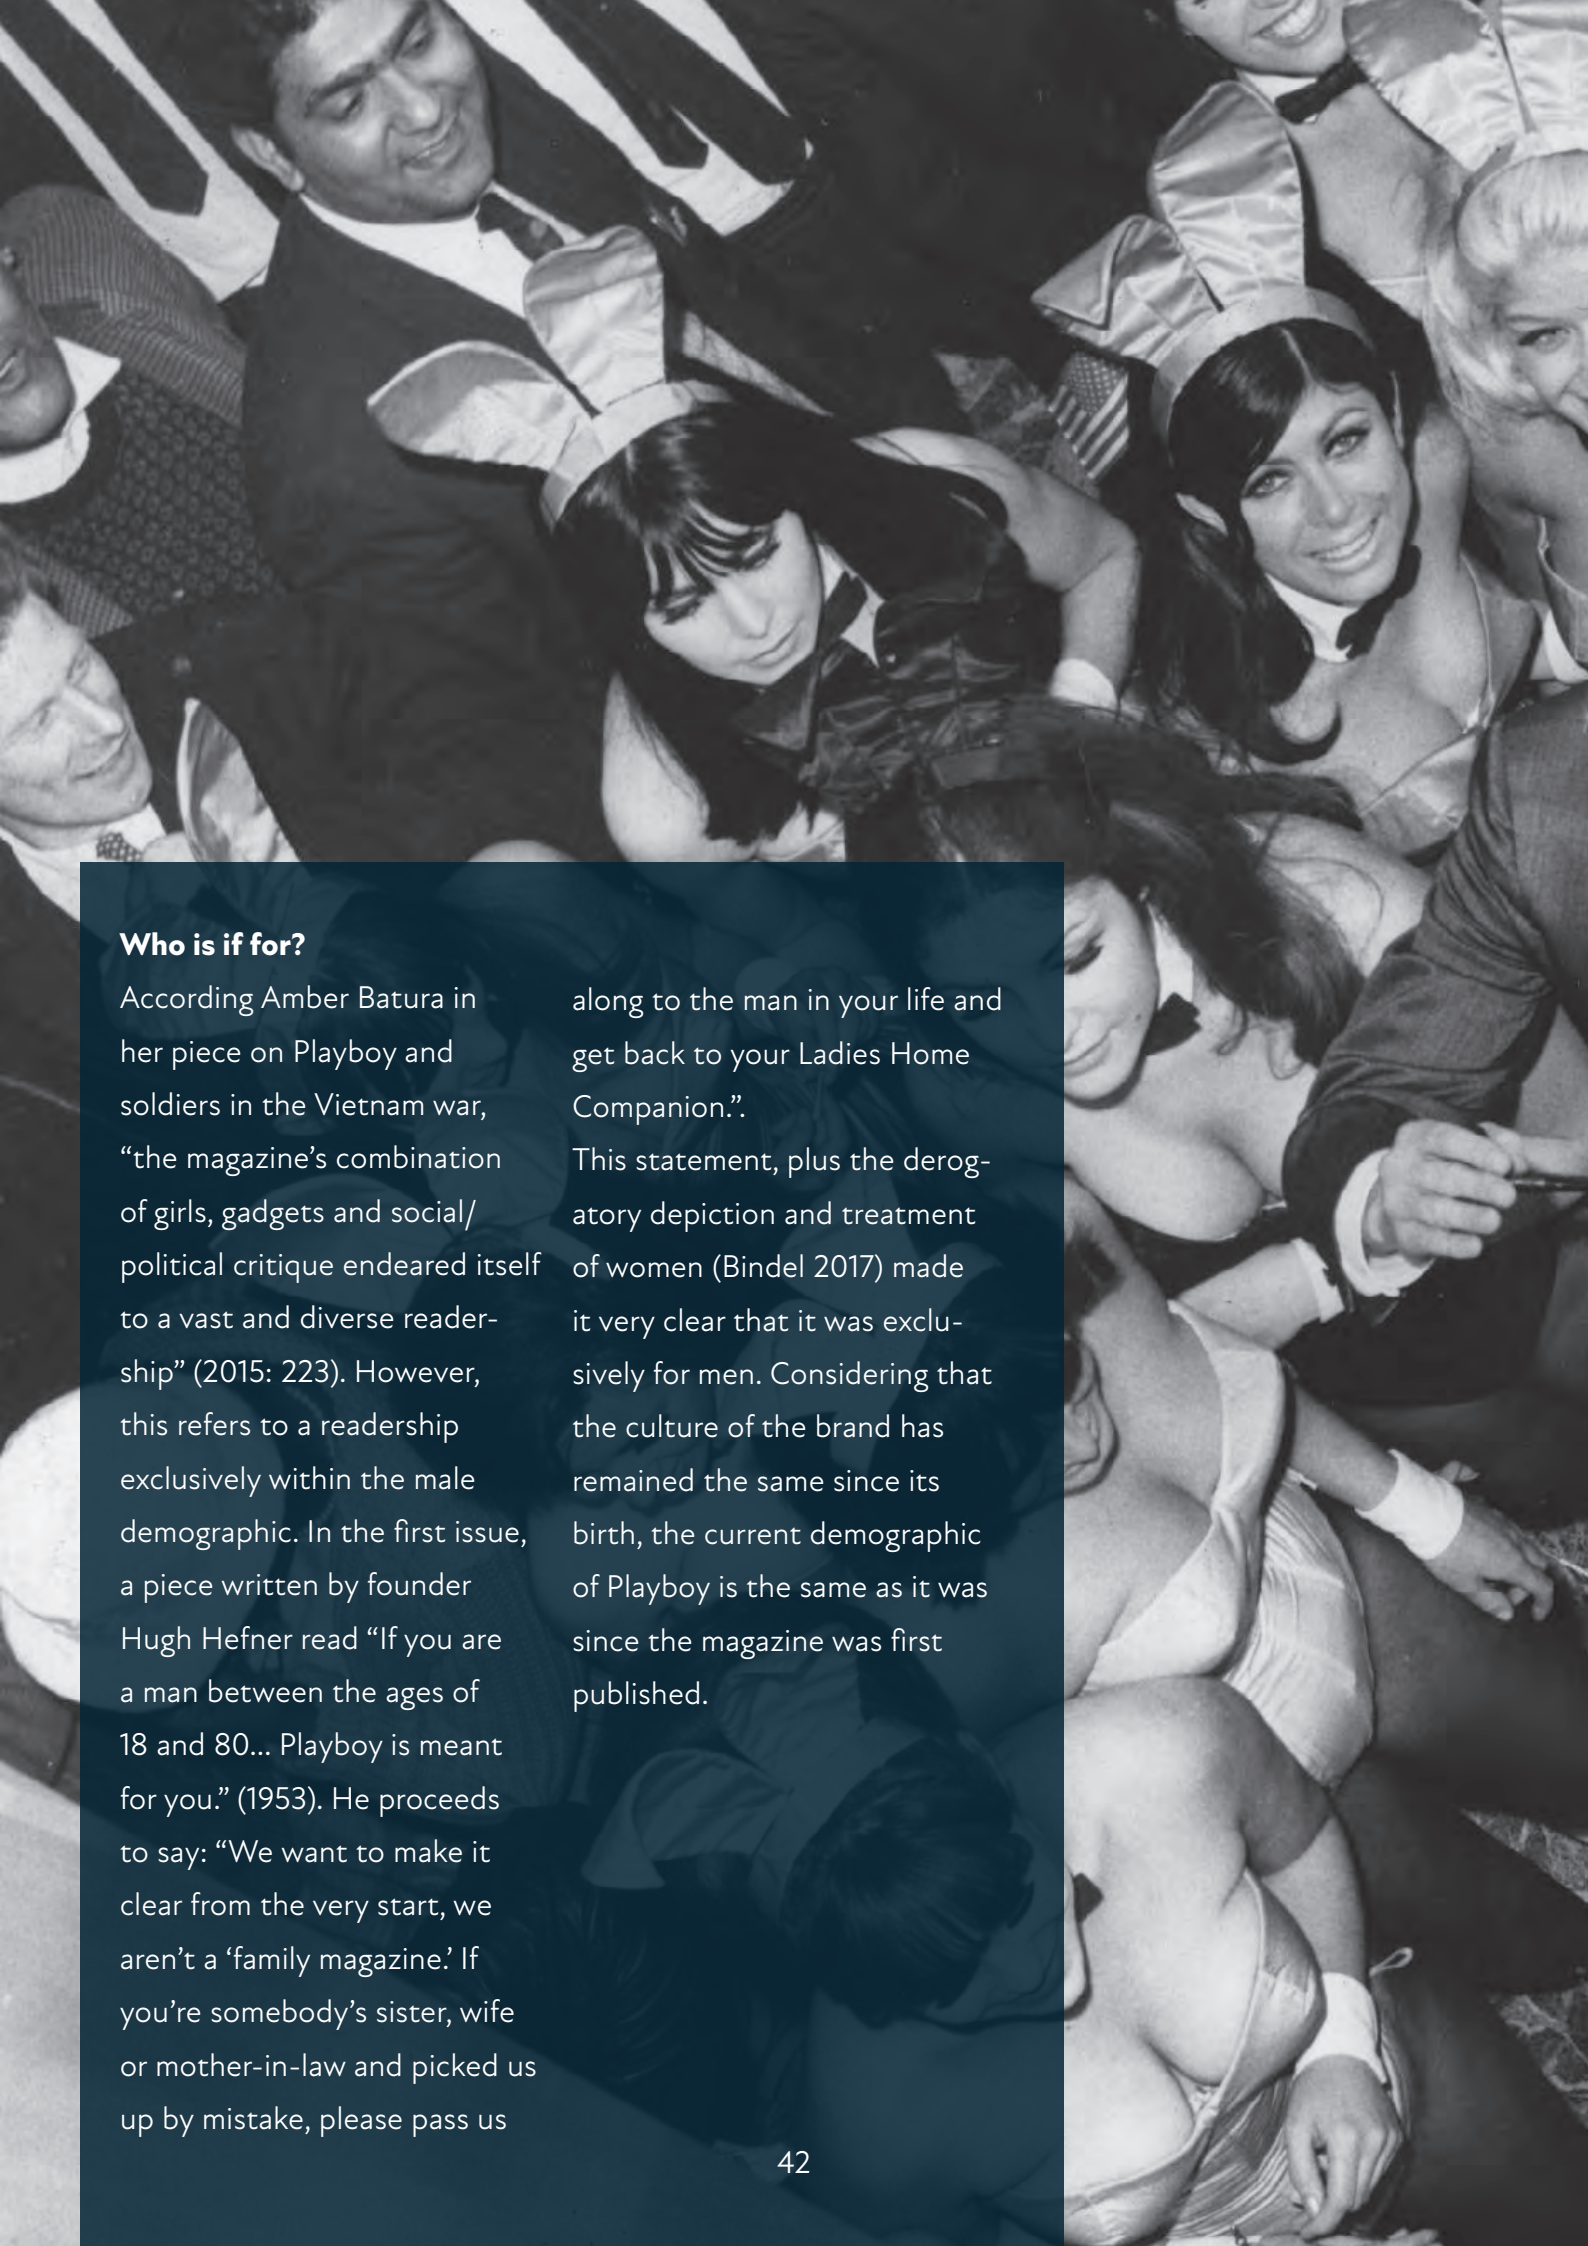 Who is if for?
According Amber Batura in
her piece on Playboy and
soldiers in the Vietnam war,
“the magazine’s combination
of girls, gadgets and social/
political critique endeared itself
to a vast and diverse reader-
ship” (2015: 223). However,
this refers to a readership
exclusively within the male
demographic. In the first issue,
a piece written by founder
Hugh Hefner read “If you are
a man between the ages of
18 and 80... Playboy is meant
for you.” (1953). He proceeds
to say: “We want to make it
clear from the very start, we
aren’t a ‘family magazine.’ If
you’re somebody’s sister, wife
or mother-in-law and picked us
up by mistake, please pass us
along to the man in your life and
get back to your Ladies Home
Companion.”.
This statement, plus the derog-
atory depiction and treatment
of women (Bindel 2017) made
it very clear that it was exclu-
sively for men. Considering that
the culture of the brand has
remained the same since its
birth, the current demographic
of Playboy is the same as it was
since the magazine was first
published.
42